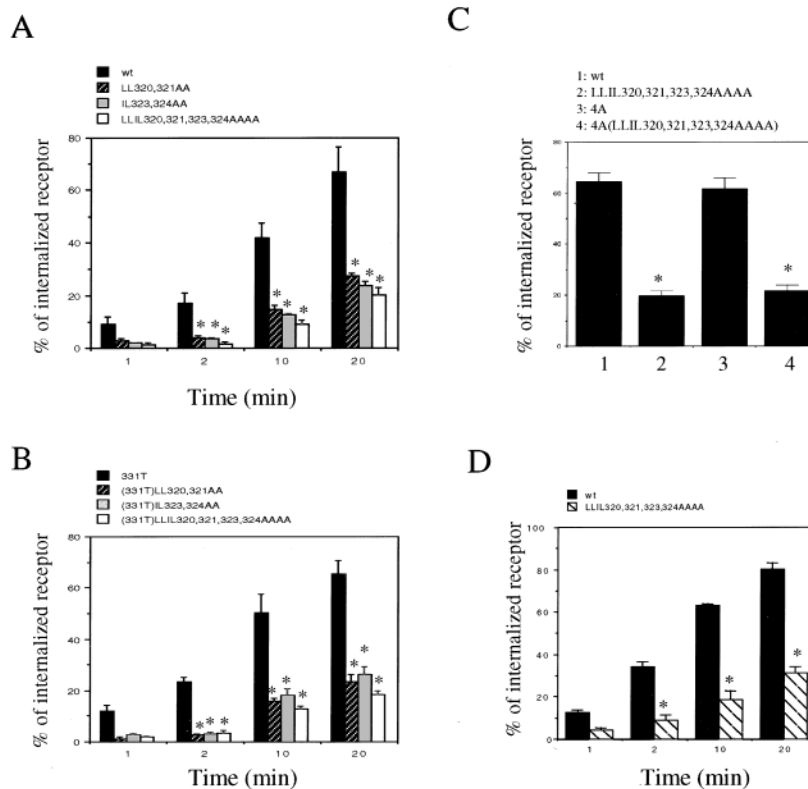 A
wt
LL320,321AA
IL323,324AA
LLIL320,321,323,324AAAA
% of internalized receptor
80
60
40
20
0
* * *
* * *
* * *
1 2 10 20
Time (min)
B
331T
(331T)LL320,321AA
(331T)IL323,324AA
(331T)LLIL320,321,323,324AAAA
% of internalized receptor
80
60
40
20
0
* * *
* * *
* * *
1 2 10 20
Time (min)
C
1: wt
2: LLIL320,321,323,324AAAA
3: 4A
4: 4A(LLIL320,321,323,324AAAA)
% of internalized receptor
80
60
40
20
0
* *
1 2 3 4
D
wt
LLIL320,321,323,324AAAA
% of internalized receptor
100
80
60
40
20
0
* * *
1 2 10 20
Time (min)